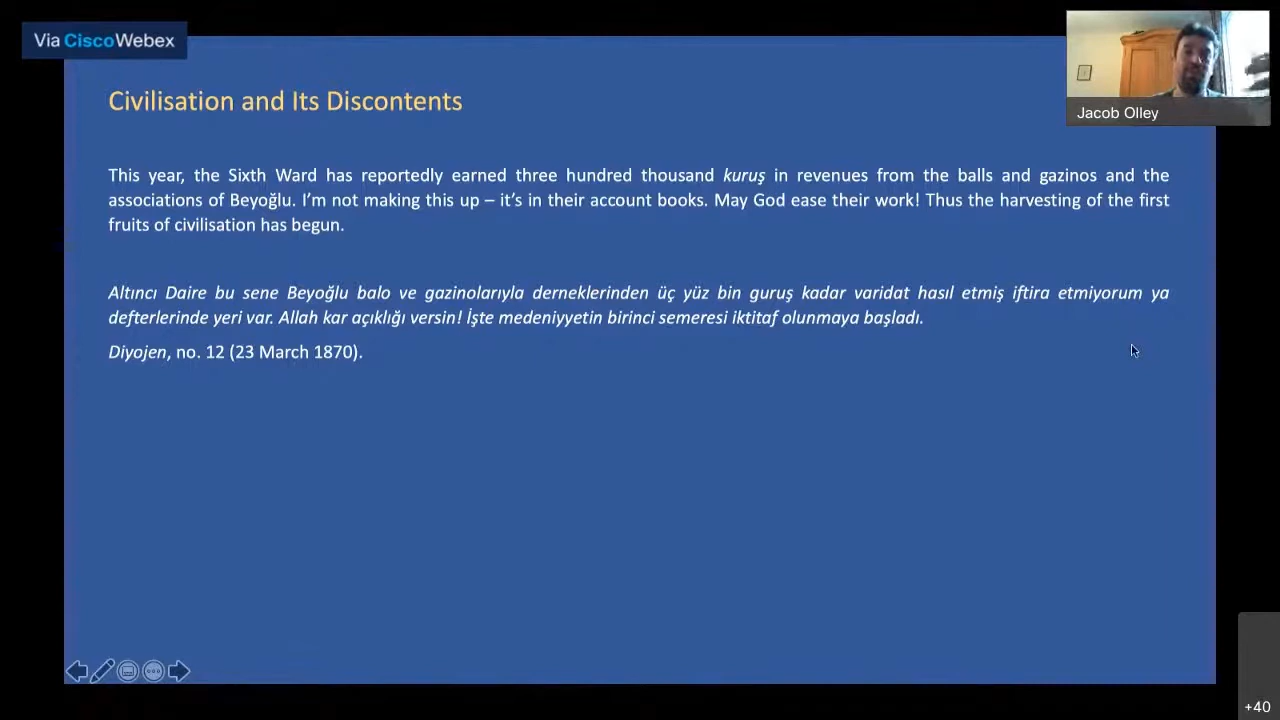 Via Cisco Webex
Jacob Olley
Civilisation and Its Discontents
This year, the Sixth Ward has reportedly earned three hundred thousand kuruş in revenues from the balls and gazinos and the
associations of Beyoğlu. I’m not making this up – it’s in their account books. May God ease their work! Thus the harvesting of the first
fruits of civilisation has begun.
Altıncı Daire bu sene Beyoğlu balo ve gazinolarıyla derneklerinden üç yüz bin guruş kadar varidat hasıl etmiş iftira etmiyorum ya
defterlerinde yeri var. Allah kar açıklığı versin! İşte medeniyyetin birinci semeresi iktitaf olunmaya başladı.
Diyojen, no. 12 (23 March 1870).
+40